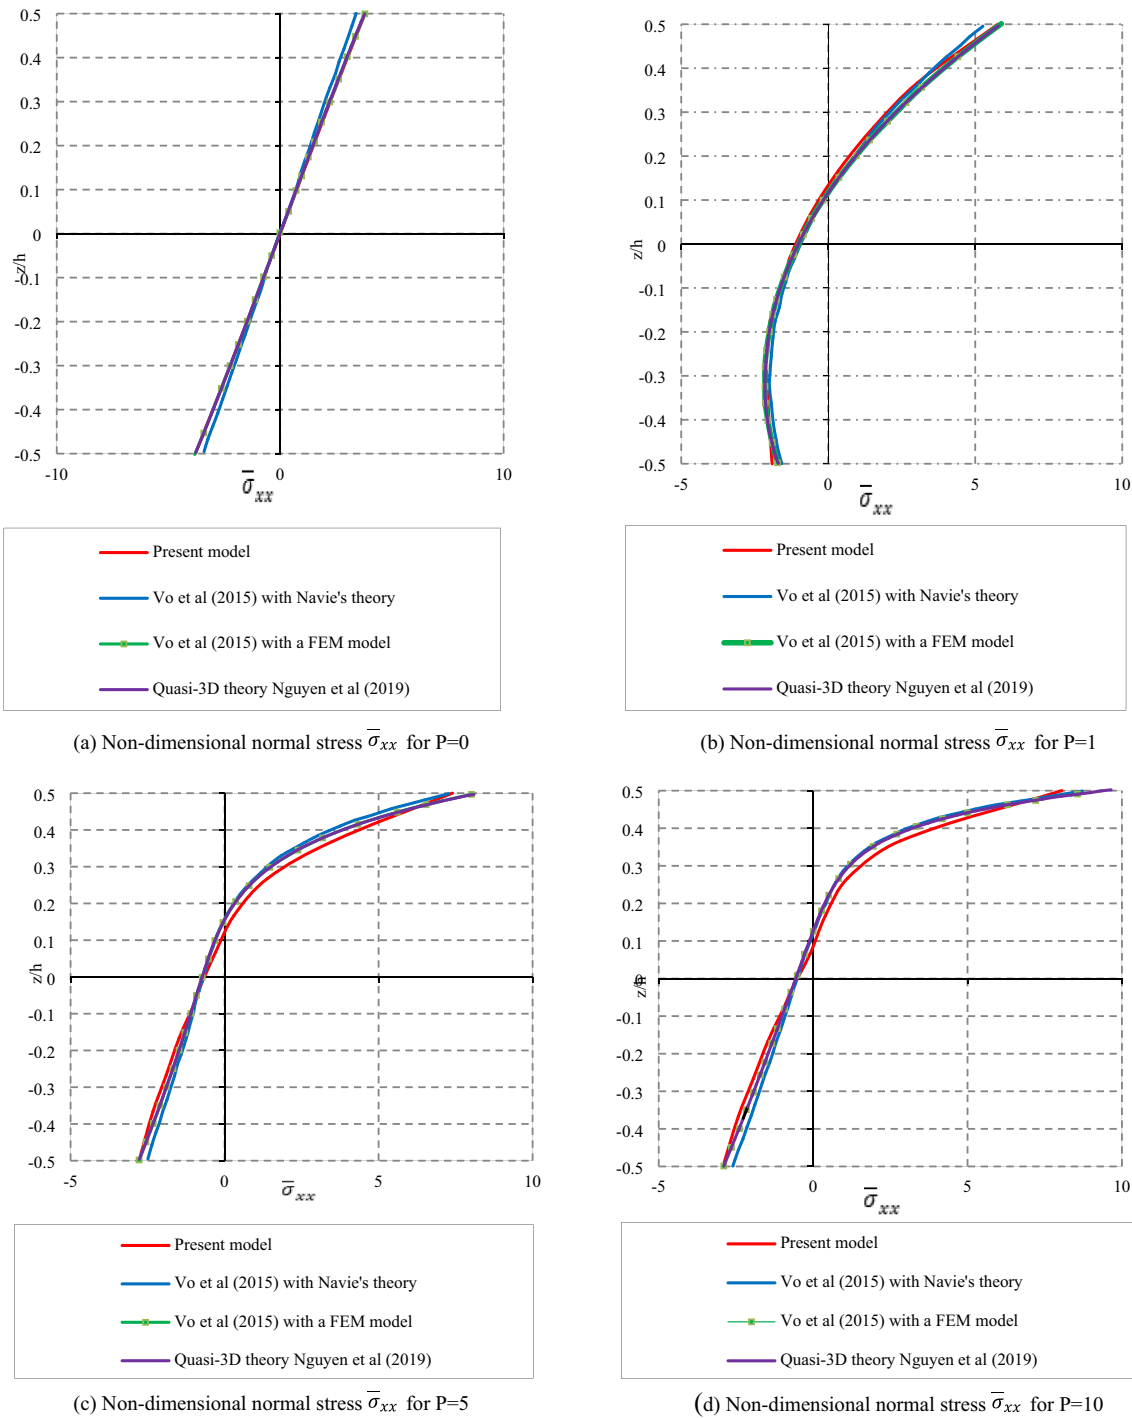 0.5
0.4
0.3
0.2
0.1
0
-0.1
-0.2
-0.3
-0.4
-0.5
z/h
-10 0 10
σ̅xx
Present model
Vo et al (2015) with Navie's theory
Vo et al (2015) with a FEM model
Quasi-3D theory Nguyen et al (2019)
(a) Non-dimensional normal stress σ̅xx for P=0
0.5
0.4
0.3
0.2
0.1
0
-0.1
-0.2
-0.3
-0.4
-0.5
z/h
-5 0 5 10
σ̅xx
Present model
Vo et al (2015) with Navie's theory
Vo et al (2015) with a FEM model
Quasi-3D theory Nguyen et al (2019)
(b) Non-dimensional normal stress σ̅xx for P=1
0.5
0.4
0.3
0.2
0.1
0
-0.1
-0.2
-0.3
-0.4
-0.5
z/h
-5 0 5 10
σ̅xx
Present model
Vo et al (2015) with Navie's theory
Vo et al (2015) with a FEM model
Quasi-3D theory Nguyen et al (2019)
(c) Non-dimensional normal stress σ̅xx for P=5
0.5
0.4
0.3
0.2
0.1
0
-0.1
-0.2
-0.3
-0.4
-0.5
z/h
-5 0 5 10
σ̅xx
Present model
Vo et al (2015) with Navie's theory
Vo et al (2015) with a FEM model
Quasi-3D theory Nguyen et al (2019)
(d) Non-dimensional normal stress σ̅xx for P=10